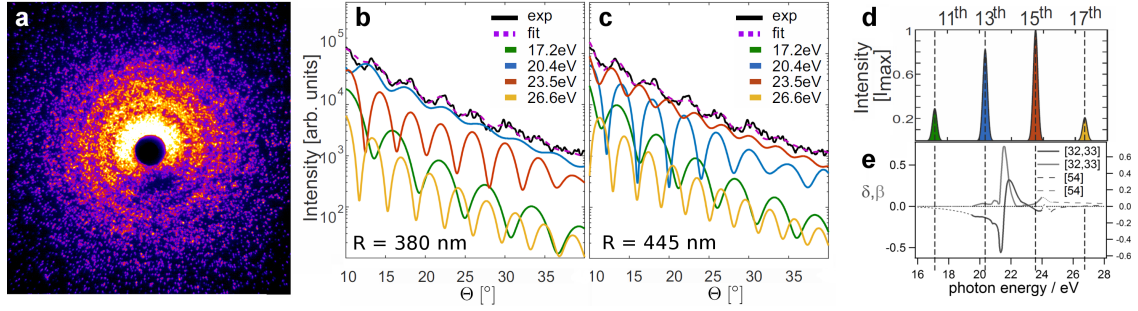 a
b
10^5
10^4
10^3
10^2
Intensity [arb. units]
exp
fit
17.2eV
20.4eV
23.5eV
26.6eV
R = 380 nm
10 15 20 25 30 35
Θ [°]
c
exp
fit
17.2eV
20.4eV
23.5eV
26.6eV
R = 445 nm
10 15 20 25 30 35
Θ [°]
d
11th 13th 15th 17th
Intensity
[Imax]
1
0.6
0.2
e
δ,β
0.5
0.0
-0.5
[32,33]
[32,33]
[54]
[54]
0.6
0.4
0.2
0.0
-0.2
-0.4
-0.6
16 18 20 22 24 26 28
photon energy / eV